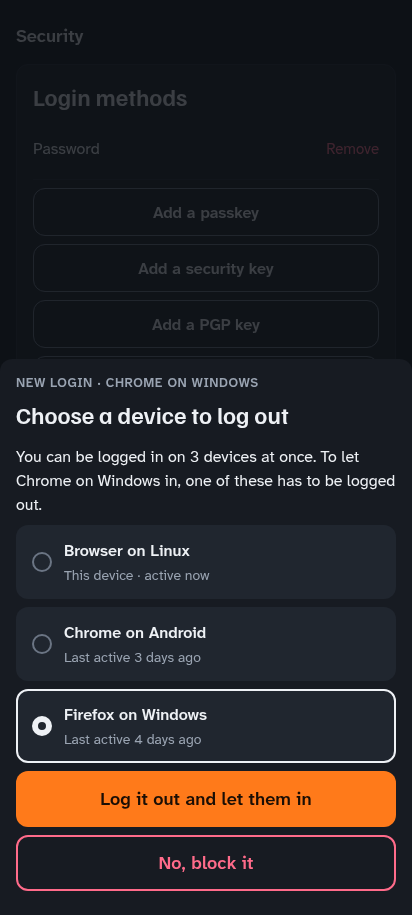 Security
Login methods
Password
Remove
Add a passkey
Add a security key
Add a PGP key
NEW LOGIN · CHROME ON WINDOWS
Choose a device to log out
You can be logged in on 3 devices at once. To let
Chrome on Windows in, one of these has to be logged
out.
Browser on Linux
This device · active now
Chrome on Android
Last active 3 days ago
Firefox on Windows
Last active 4 days ago
Log it out and let them in
No, block it